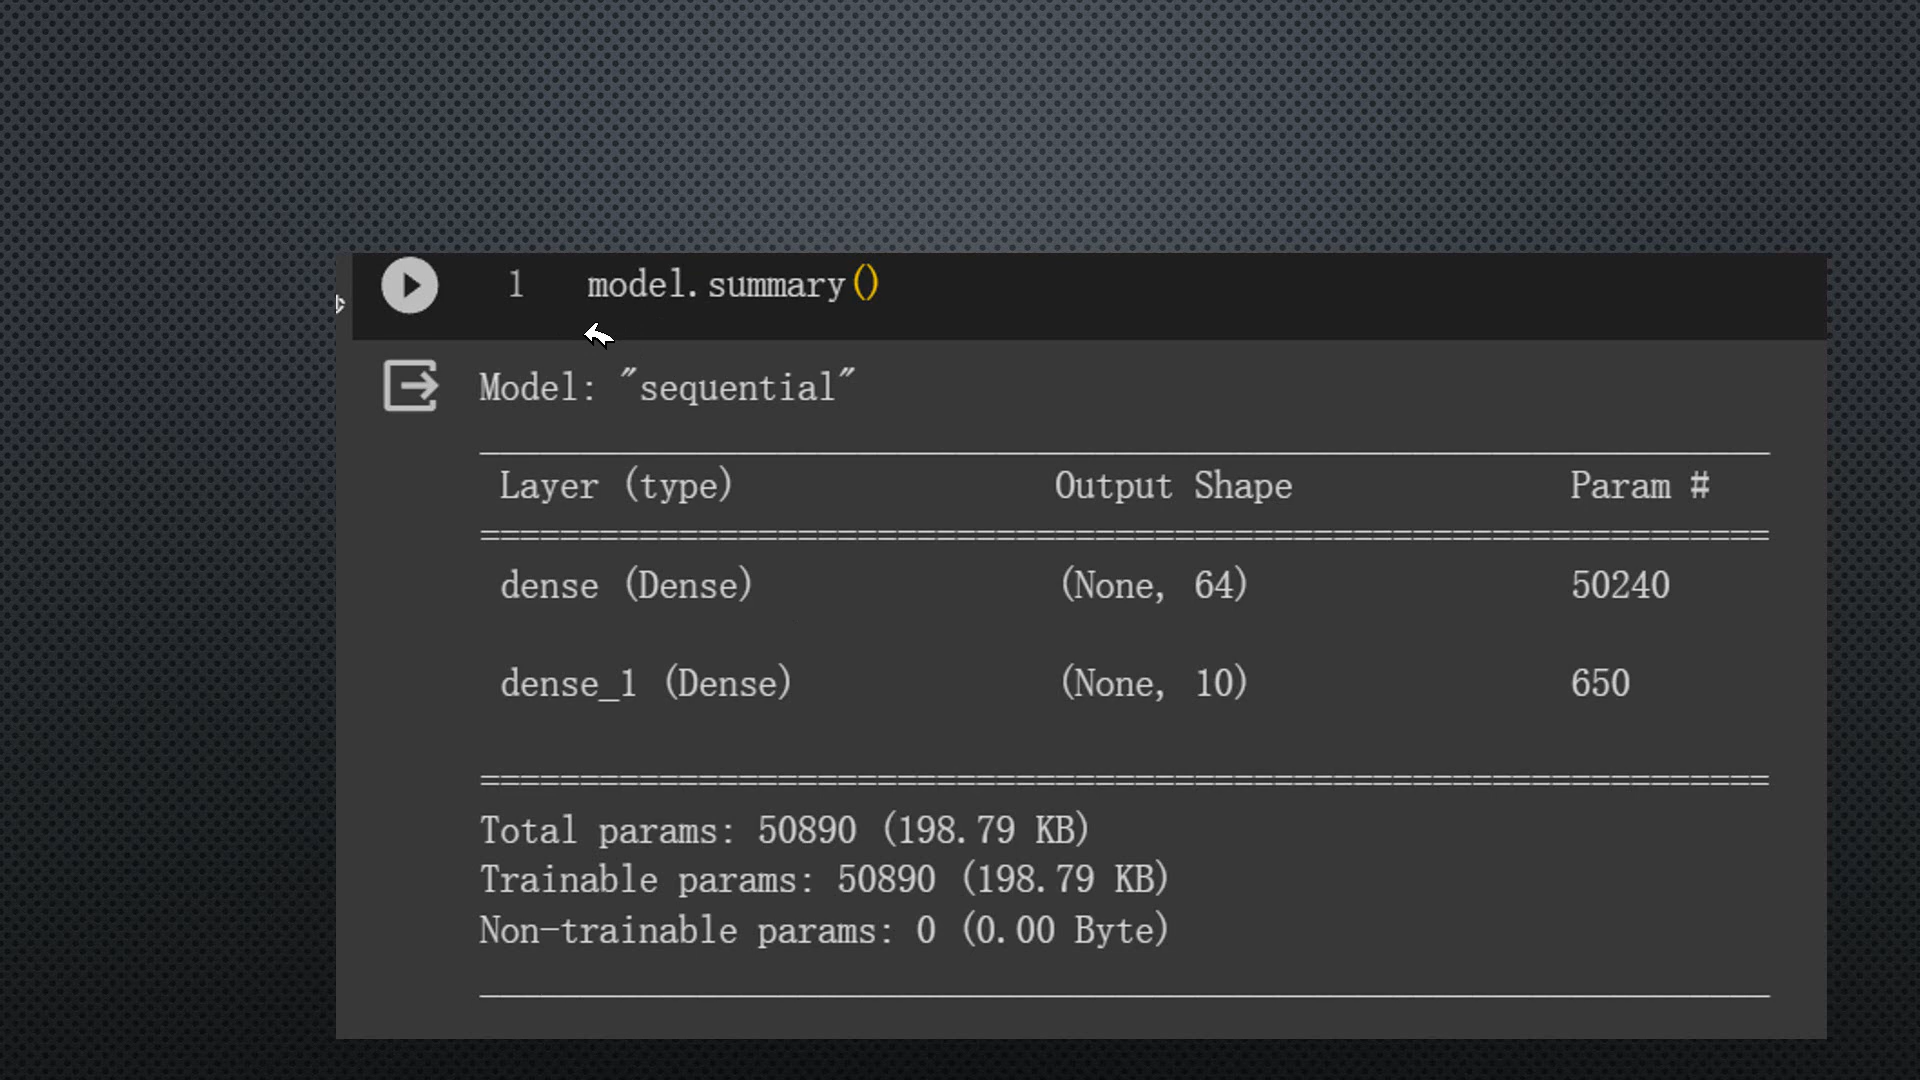 1 model.summary()
Model: "sequential"
Layer (type) Output Shape Param #
=================================================================
dense (Dense) (None, 64) 50240
dense_1 (Dense) (None, 10) 650
=================================================================
Total params: 50890 (198.79 KB)
Trainable params: 50890 (198.79 KB)
Non-trainable params: 0 (0.00 Byte)